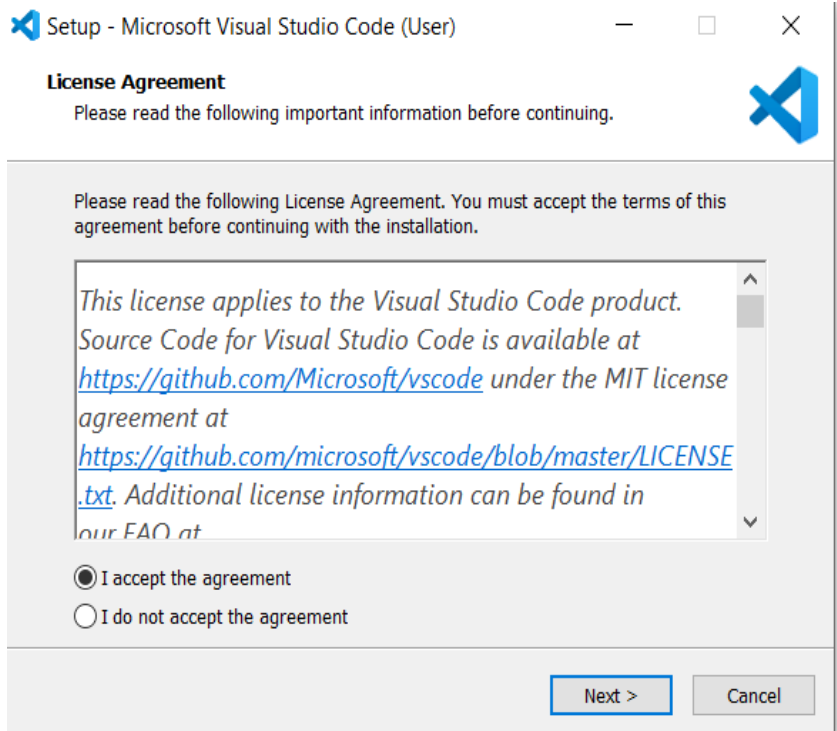 Setup - Microsoft Visual Studio Code (User)
License Agreement
Please read the following important information before continuing.
Please read the following License Agreement. You must accept the terms of this
agreement before continuing with the installation.
This license applies to the Visual Studio Code product.
Source Code for Visual Studio Code is available at
https://github.com/Microsoft/vscode under the MIT license
agreement at
https://github.com/microsoft/vscode/blob/master/LICENSE
.txt. Additional license information can be found in
our FAQ at
I accept the agreement
I do not accept the agreement
Next >
Cancel